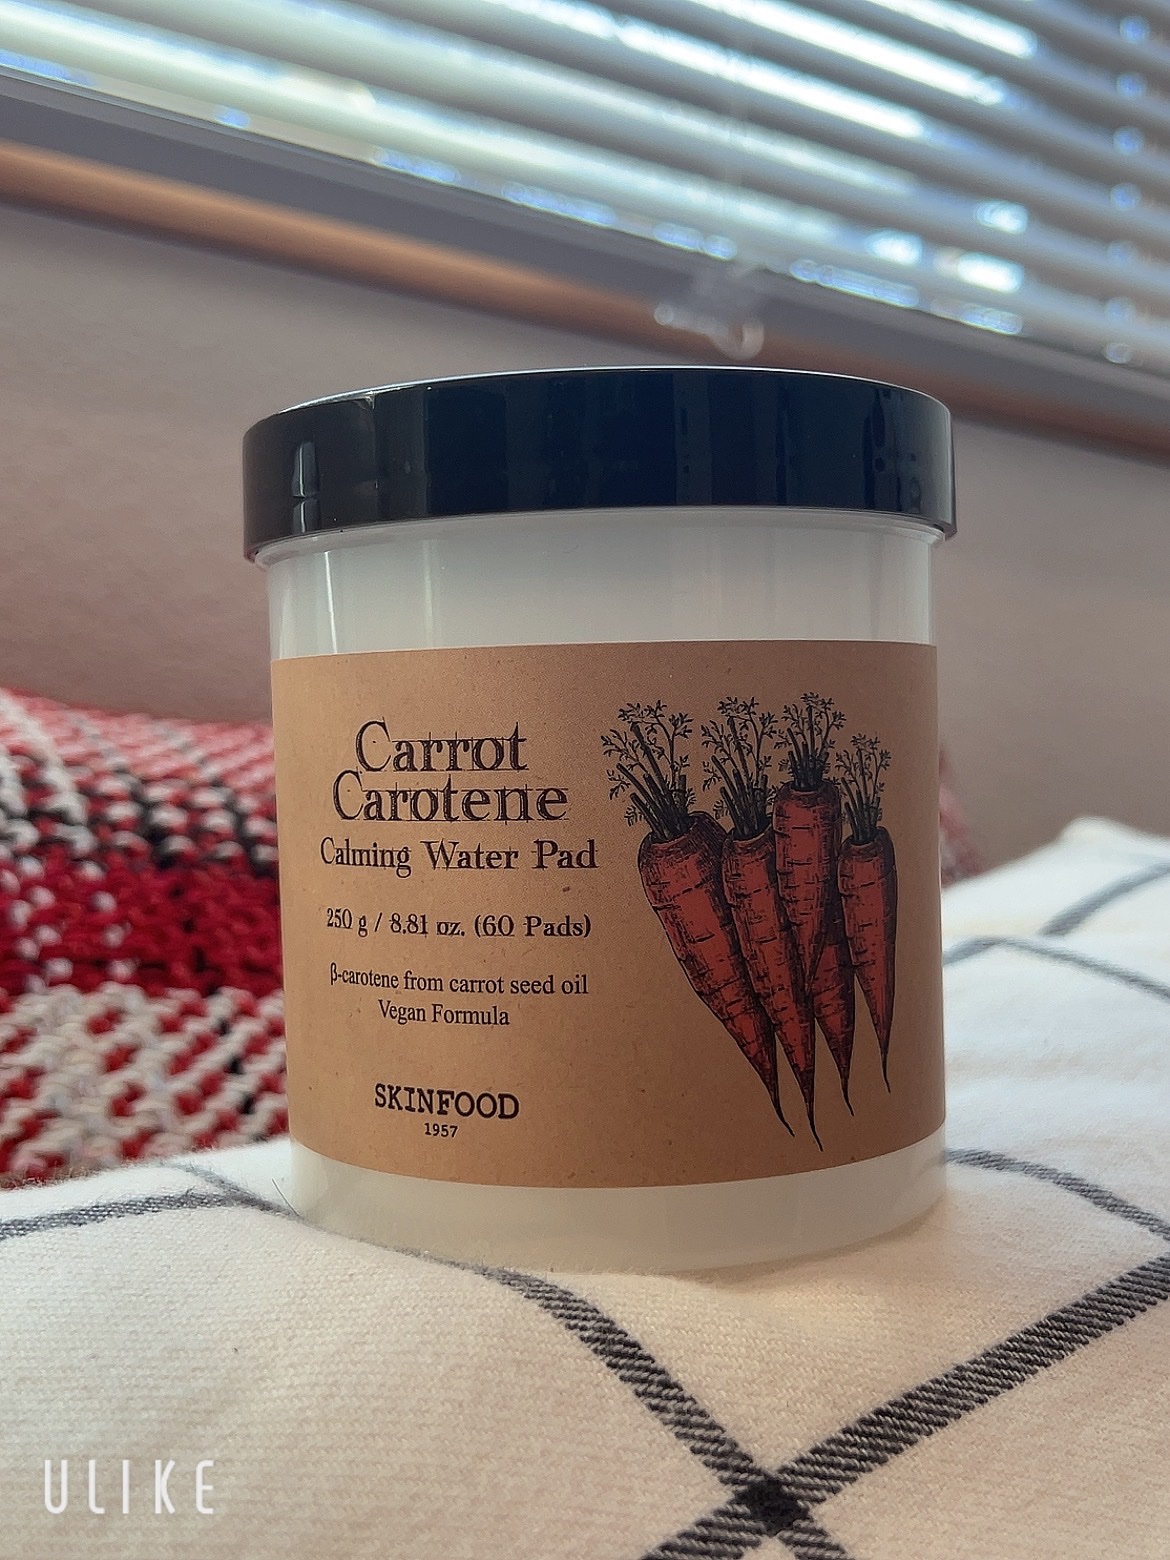 Carrot
Carotene
Calming Water Pad
250 g / 8.81 oz. (60 Pads)
β-carotene from carrot seed oil
Vegan Formula
SKINFOOD
1957
ULIKE